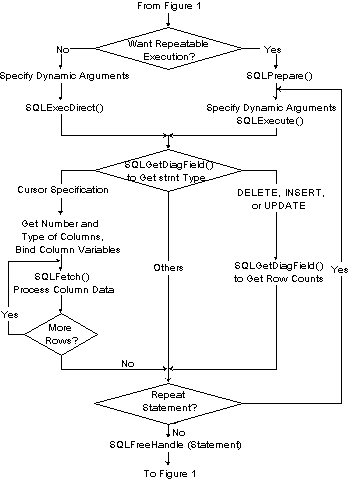 From Figure 1
Want Repeatable
Execution?
No
Yes
Specify Dynamic Arguments
SQLPrepare()
SQLExecDirect()
Specify Dynamic Arguments
SQLExecute()
SQLGetDiagField()
to Get stmt Type
Cursor Specification
DELETE, INSERT,
or UPDATE
Get Number and
Type of Columns,
Bind Column Variables
Others
SQLGetDiagField()
to Get Row Counts
Yes
SQLFetch()
Process Column Data
Yes
More
Rows?
No
Repeat
Statement?
No
SQLFreeHandle (Statement)
To Figure 1